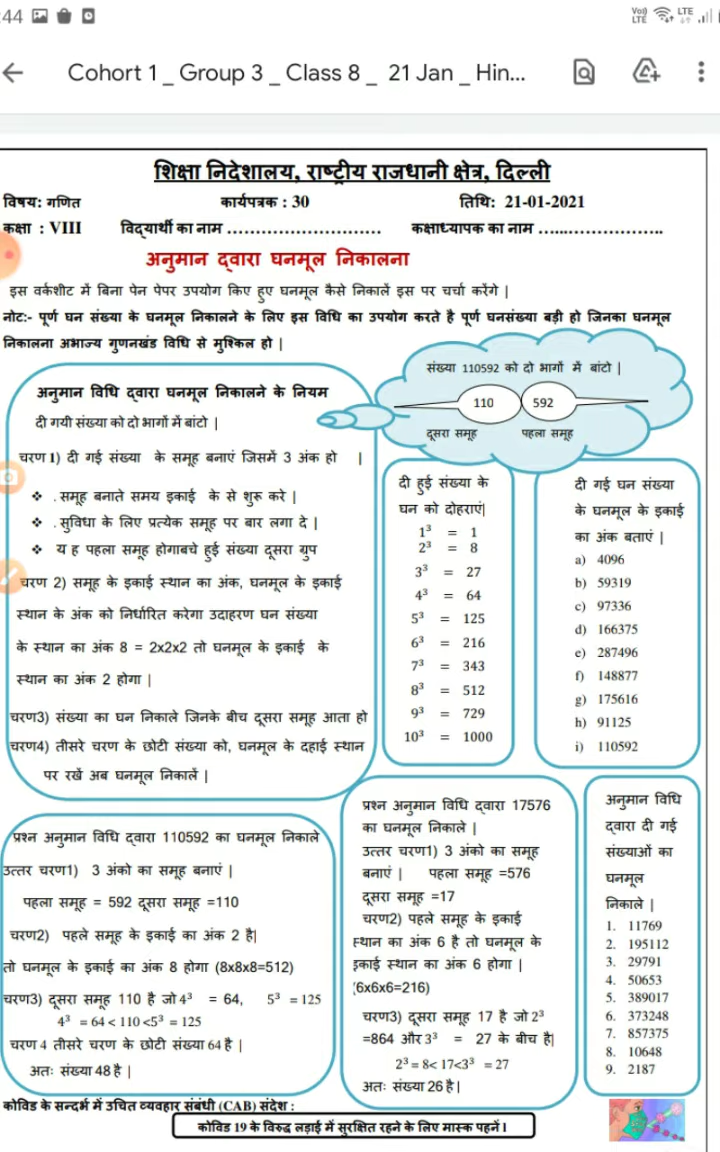 :44
Vo)) LTE LTE
Cohort 1 _ Group 3 _ Class 8 _ 21 Jan _ Hin...
शिक्षा निदेशालय, राष्ट्रीय राजधानी क्षेत्र, दिल्ली
विषय: गणित कार्यपत्रक : 30 तिथि: 21-01-2021
कक्षा : VIII विद्यार्थी का नाम ........................... कक्षाध्यापक का नाम ......................
अनुमान द्वारा घनमूल निकालना
इस वर्कशीट में बिना पेन पेपर उपयोग किए हुए घनमूल कैसे निकालें इस पर चर्चा करेंगे |
नोट:- पूर्ण घन संख्या के घनमूल निकालने के लिए इस विधि का उपयोग करते है पूर्ण घनसंख्या बड़ी हो जिनका घनमूल
निकालना अभाज्य गुणनखंड विधि से मुश्किल हो |
संख्या 110592 को दो भागों में बांटो |
110 592
दूसरा समूह पहला समूह
अनुमान विधि द्वारा घनमूल निकालने के नियम
दी गयी संख्या को दो भागों में बांटो |
चरण 1) दी गई संख्या के समूह बनाएं जिसमें 3 अंक हो |
❖ . समूह बनाते समय इकाई के से शुरू करे |
❖ . सुविधा के लिए प्रत्येक समूह पर बार लगा दे |
❖ य ह पहला समूह होगाबचे हुई संख्या दूसरा ग्रुप
चरण 2) समूह के इकाई स्थान का अंक, घनमूल के इकाई
स्थान के अंक को निर्धारित करेगा उदाहरण घन संख्या
के स्थान का अंक 8 = 2x2x2 तो घनमूल के इकाई के
स्थान का अंक 2 होगा |
चरण3) संख्या का घन निकाले जिनके बीच दूसरा समूह आता हो
चरण4) तीसरे चरण के छोटी संख्या को, घनमूल के दहाई स्थान
पर रखें अब घनमूल निकालें |
दी हुई संख्या के
घन को दोहराएं|
1³ = 1
2³ = 8
3³ = 27
4³ = 64
5³ = 125
6³ = 216
7³ = 343
8³ = 512
9³ = 729
10³ = 1000
दी गई घन संख्या
के घनमूल के इकाई
का अंक बताएं |
a) 4096
b) 59319
c) 97336
d) 166375
e) 287496
f) 148877
g) 175616
h) 91125
i) 110592
प्रश्न अनुमान विधि द्वारा 110592 का घनमूल निकाले
उत्तर चरण1) 3 अंको का समूह बनाएं |
पहला समूह = 592 दूसरा समूह =110
चरण2) पहले समूह के इकाई का अंक 2 है|
तो घनमूल के इकाई का अंक 8 होगा (8x8x8=512)
चरण3) दूसरा समूह 110 है जो 4³ = 64, 5³ = 125
4³ = 64 < 110 <5³ = 125
चरण 4 तीसरे चरण के छोटी संख्या 64 है |
अतः संख्या 48 है |
प्रश्न अनुमान विधि द्वारा 17576
का घनमूल निकाले |
उत्तर चरण1) 3 अंको का समूह
बनाएं | पहला समूह =576
दूसरा समूह =17
चरण2) पहले समूह के इकाई
स्थान का अंक 6 है तो घनमूल के
इकाई स्थान का अंक 6 होगा |
(6x6x6=216)
चरण3) दूसरा समूह 17 है जो 2³
=864 और 3³ = 27 के बीच है|
2³ = 8< 17<3³ = 27
अतः संख्या 26 है |
अनुमान विधि
द्वारा दी गई
संख्याओं का
घनमूल
निकाले |
1. 11769
2. 195112
3. 29791
4. 50653
5. 389017
6. 373248
7. 857375
8. 10648
9. 2187
कोविड के सन्दर्भ में उचित व्यवहार संबंधी (CAB) संदेश :
कोविड 19 के विरुद्ध लड़ाई में सुरक्षित रहने के लिए मास्क पहनें।